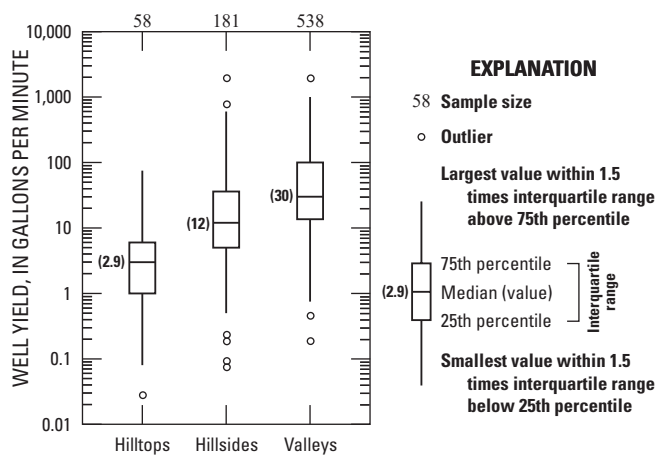 58 181 538
10,000
1,000
100
10
1
0.1
0.01
WELL YIELD, IN GALLONS PER MINUTE
(2.9)
(12)
(30)
Hilltops Hillsides Valleys
EXPLANATION
58 Sample size
Outlier
Largest value within 1.5
times interquartile range
above 75th percentile
75th percentile
(2.9) Median (value)
25th percentile
Interquartile
range
Smallest value within 1.5
times interquartile range
below 25th percentile